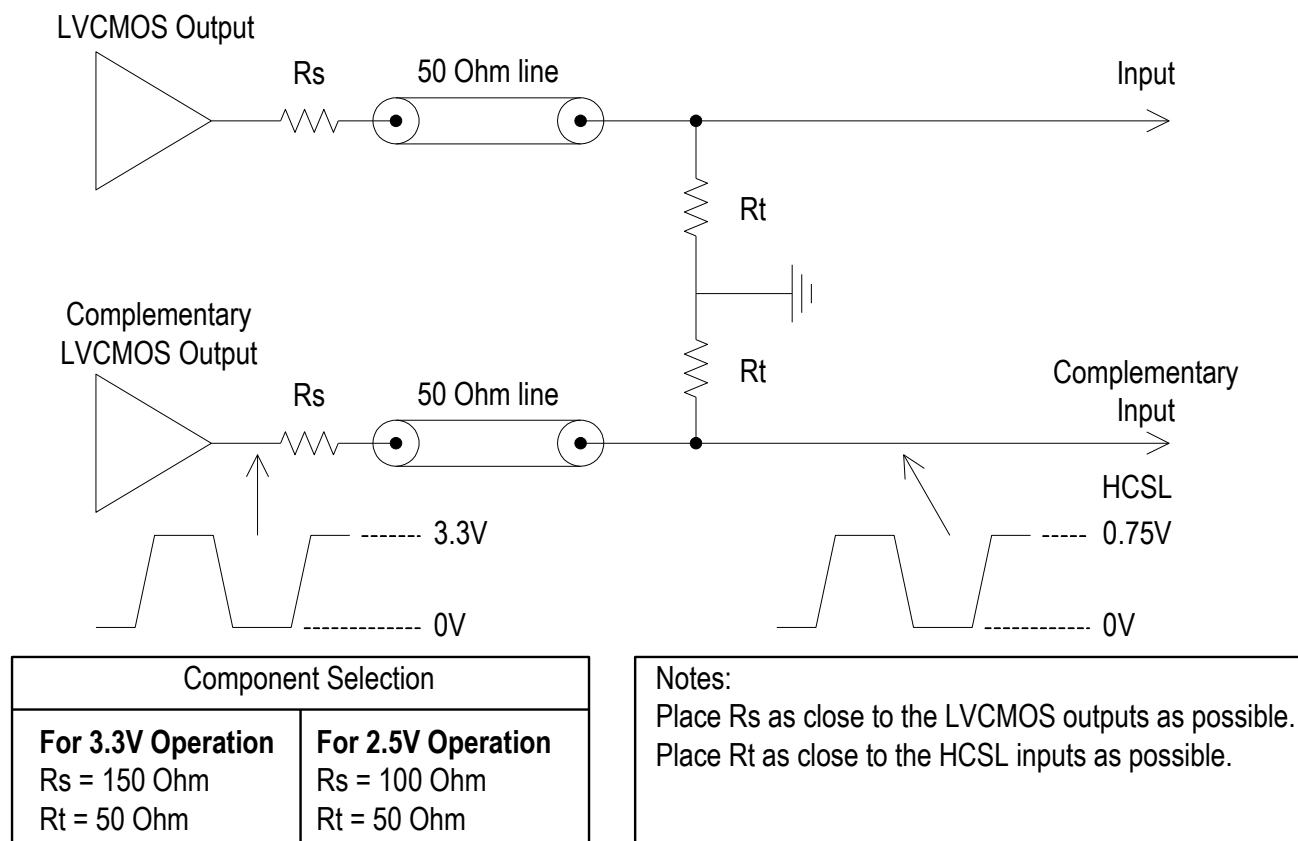 LVCMOS Output
Rs
50 Ohm line
Input
Rt
Complementary
LVCMOS Output
Rs
50 Ohm line
Rt
Complementary
Input
HCSL
3.3V
0V
0.75V
0V
Component Selection
For 3.3V Operation
Rs = 150 Ohm
Rt = 50 Ohm
For 2.5V Operation
Rs = 100 Ohm
Rt = 50 Ohm
Notes:
Place Rs as close to the LVCMOS outputs as possible.
Place Rt as close to the HCSL inputs as possible.